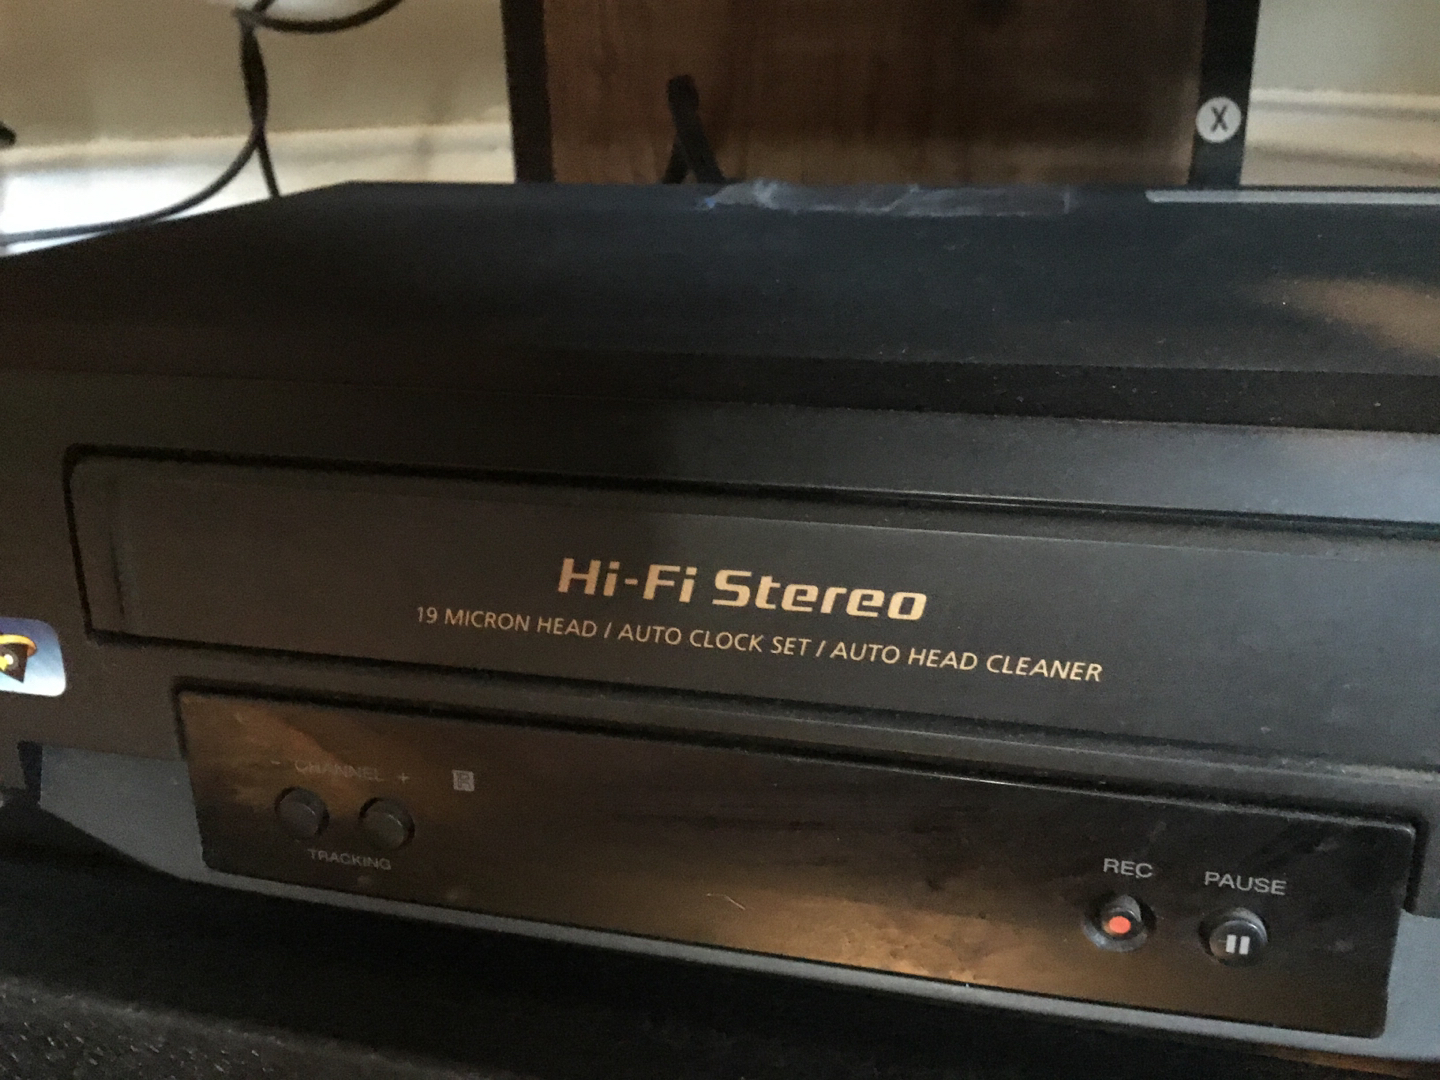 X
Hi-Fi Stereo
19 MICRON HEAD / AUTO CLOCK SET / AUTO HEAD CLEANER
- CHANNEL +
TRACKING
REC
PAUSE